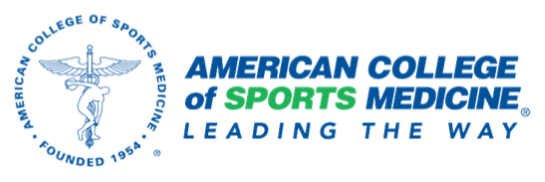 AMERICAN COLLEGE OF SPORTS MEDICINE
• FOUNDED 1954 •
®
AMERICAN COLLEGE
of SPORTS MEDICINE®
LEADING THE WAY